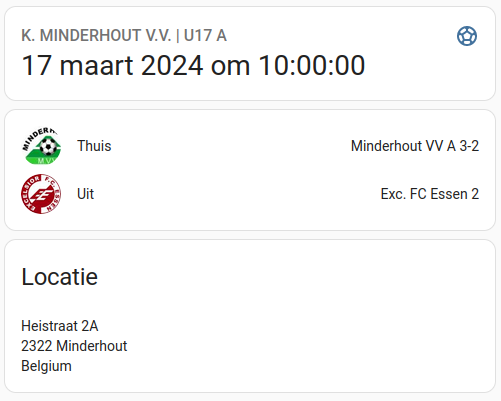 K. MINDERHOUT V.V. | U17 A
17 maart 2024 om 10:00:00
MINDERH
V.V.
Thuis
Minderhout VV A 3-2
EXCELSIOR F.C. ESSEN
Uit
Exc. FC Essen 2
Locatie
Heistraat 2A
2322 Minderhout
Belgium